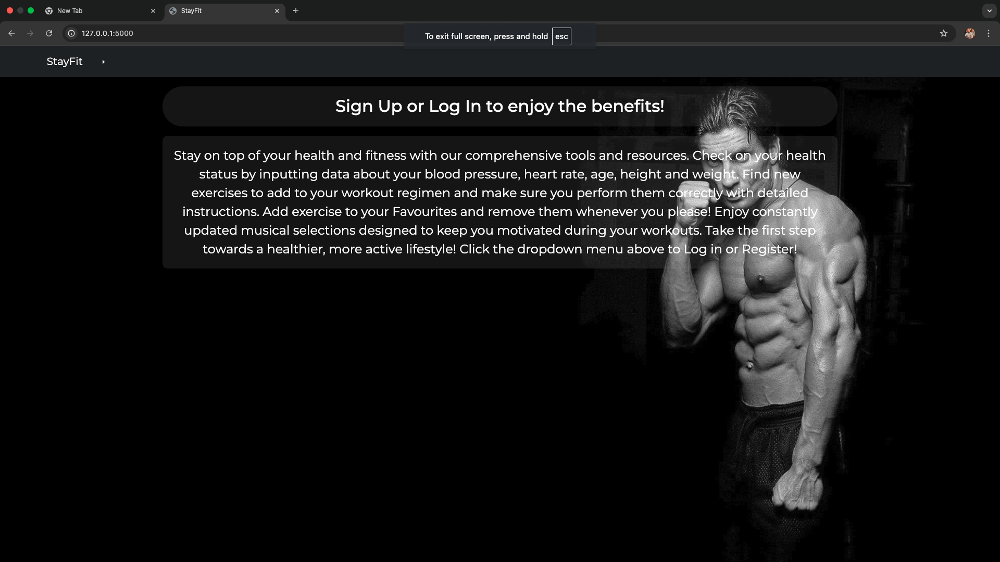 New Tab
StayFit
127.0.0.1:5000
To exit full screen, press and hold esc
StayFit
Sign Up or Log In to enjoy the benefits!
Stay on top of your health and fitness with our comprehensive tools and resources. Check on your health
status by inputting data about your blood pressure, heart rate, age, height and weight. Find new
exercises to add to your workout regimen and make sure you perform them correctly with detailed
instructions. Add exercise to your Favourites and remove them whenever you please! Enjoy constantly
updated musical selections designed to keep you motivated during your workouts. Take the first step
towards a healthier, more active lifestyle! Click the dropdown menu above to Log in or Register!